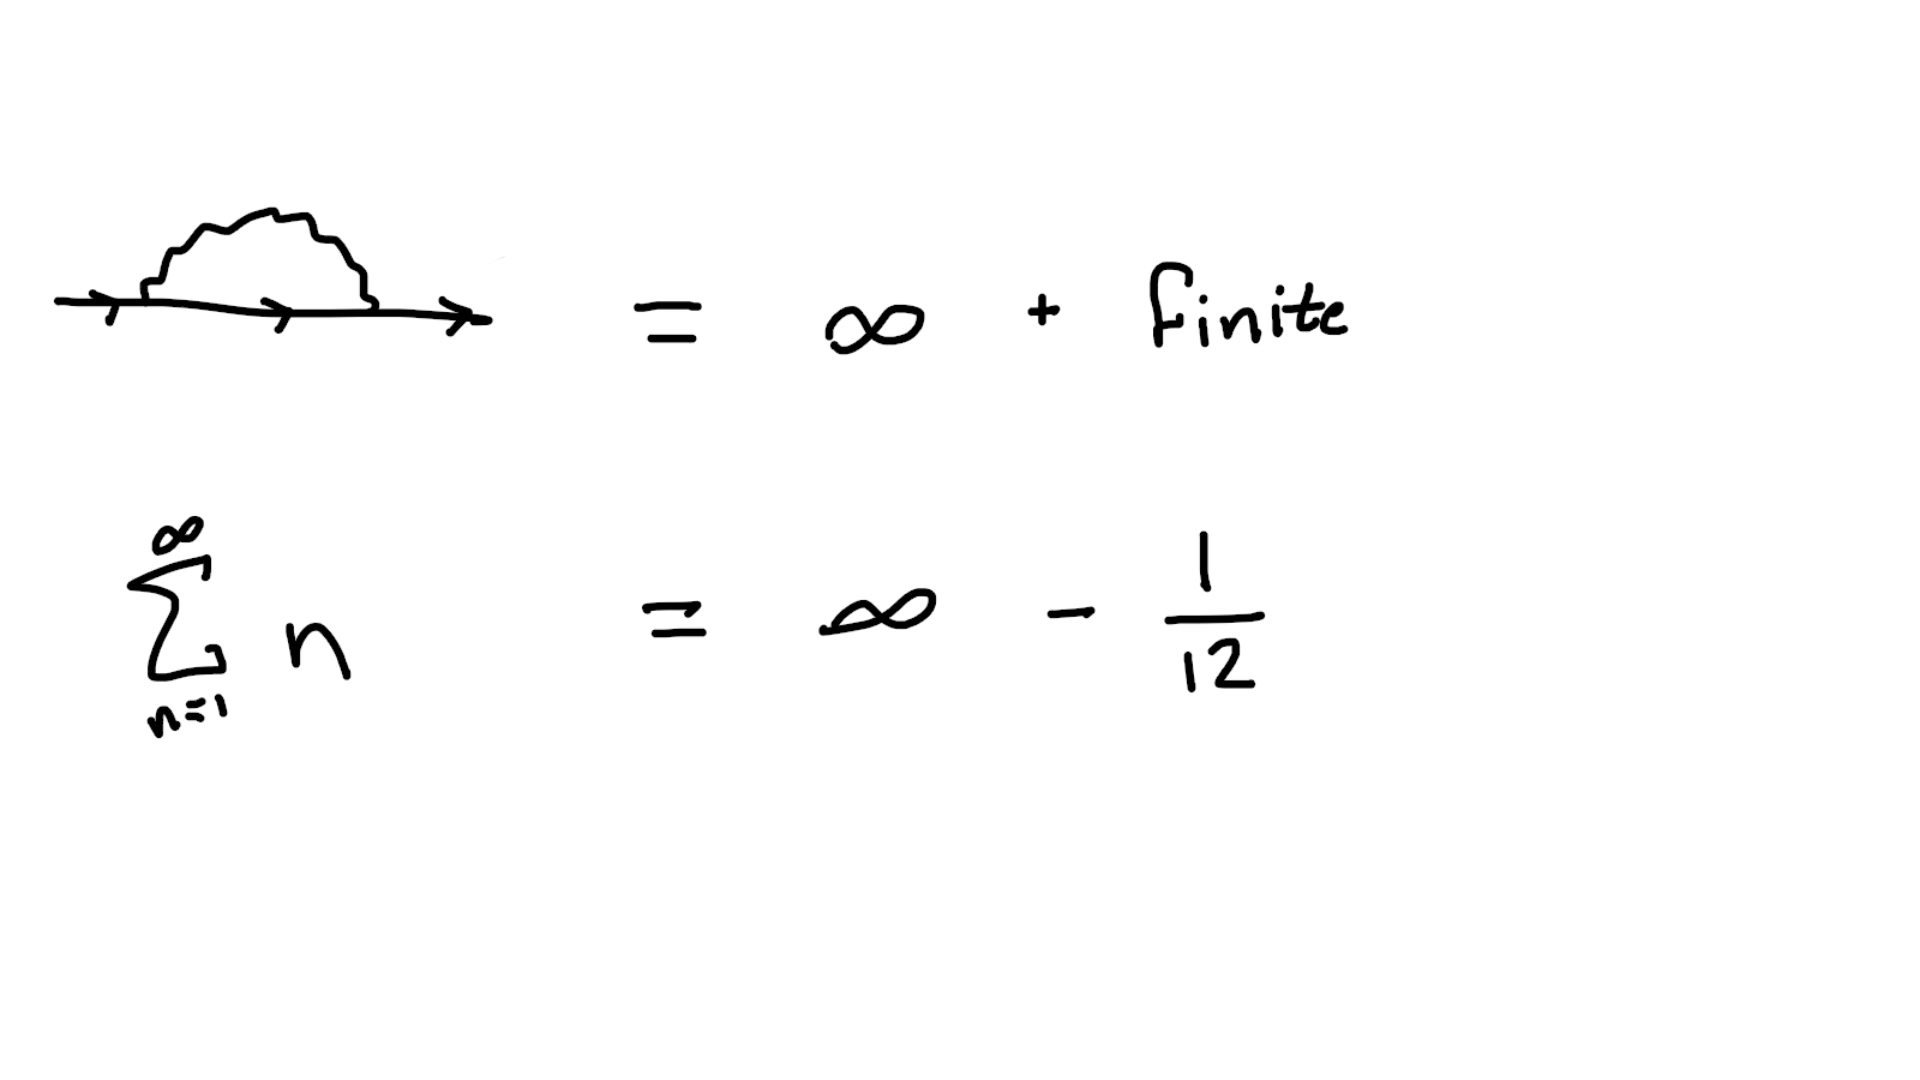 = ∞ + finite
∞
∑ n = ∞ - 1/12
n=1